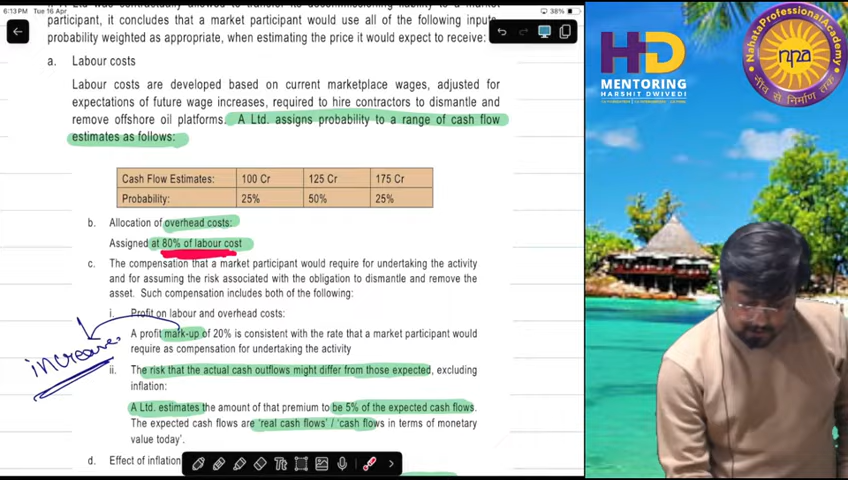 6:13 PM Tue 16 Apr
38%
participant, it concludes that a market participant would use all of the following inputs,
probability weighted as appropriate, when estimating the price it would expect to receive:
a. Labour costs
Labour costs are developed based on current marketplace wages, adjusted for
expectations of future wage increases, required to hire contractors to dismantle and
remove offshore oil platforms. A Ltd. assigns probability to a range of cash flow
estimates as follows:
Cash Flow Estimates: 100 Cr 125 Cr 175 Cr
Probability: 25% 50% 25%
b. Allocation of overhead costs:
Assigned at 80% of labour cost
c. The compensation that a market participant would require for undertaking the activity
and for assuming the risk associated with the obligation to dismantle and remove the
asset. Such compensation includes both of the following:
i. Profit on labour and overhead costs:
A profit mark-up of 20% is consistent with the rate that a market participant would
require as compensation for undertaking the activity
increase.
ii. The risk that the actual cash outflows might differ from those expected, excluding
inflation:
A Ltd. estimates the amount of that premium to be 5% of the expected cash flows.
The expected cash flows are 'real cash flows' / 'cash flows in terms of monetary
value today'.
d. Effect of inflation
HD
MENTORING
HARSHIT DWIVEDI
Nahata Professional Academy
npa
नींव से निर्माण तक